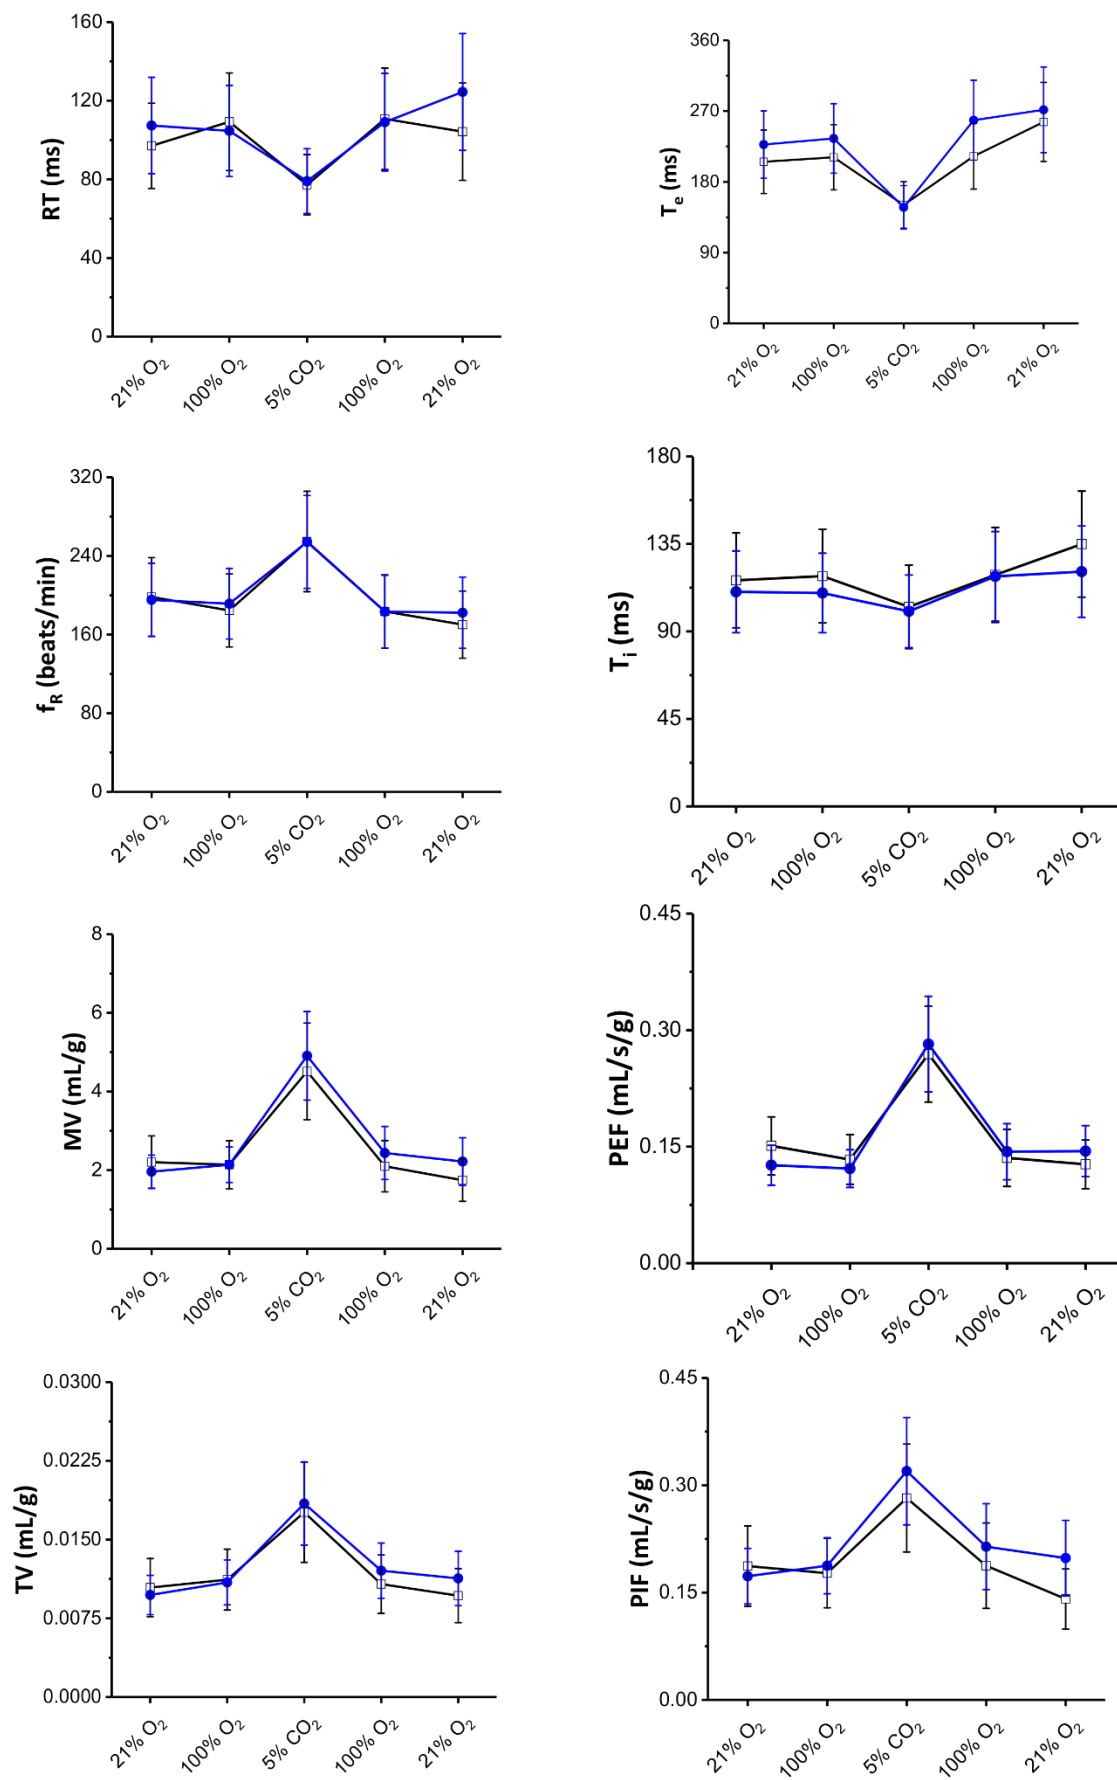 RT (ms)
160
120
80
40
0
21% O₂
100% O₂
5% CO₂
100% O₂
21% O₂
Tₑ (ms)
360
270
180
90
0
21% O₂
100% O₂
5% CO₂
100% O₂
21% O₂
f_R (beats/min)
320
240
160
80
0
21% O₂
100% O₂
5% CO₂
100% O₂
21% O₂
Tᵢ (ms)
180
135
90
45
0
21% O₂
100% O₂
5% CO₂
100% O₂
21% O₂
MV (mL/g)
8
6
4
2
0
21% O₂
100% O₂
5% CO₂
100% O₂
21% O₂
PEF (mL/s/g)
0.45
0.30
0.15
0.00
21% O₂
100% O₂
5% CO₂
100% O₂
21% O₂
TV (mL/g)
0.0300
0.0225
0.0150
0.0075
0.0000
21% O₂
100% O₂
5% CO₂
100% O₂
21% O₂
PIF (mL/s/g)
0.45
0.30
0.15
0.00
21% O₂
100% O₂
5% CO₂
100% O₂
21% O₂